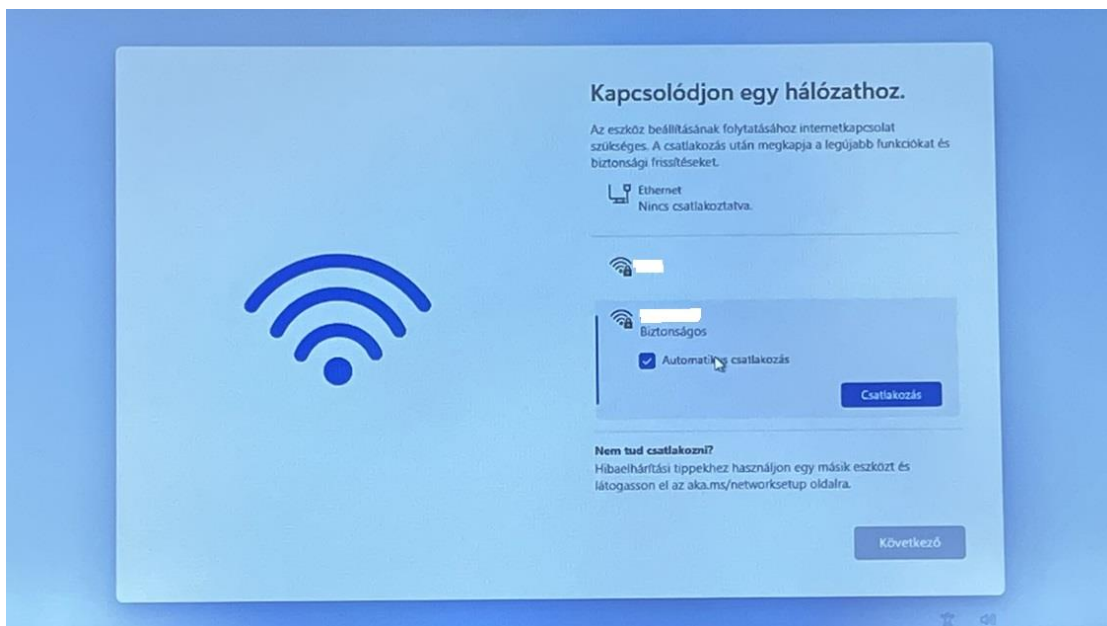 Kapcsolódjon egy hálózathoz.
Az eszköz beállításának folytatásához internetkapcsolat
szükséges. A csatlakozás után megkapja a legújabb funkciókat és
biztonsági frissítéseket.
Ethernet
Nincs csatlakoztatva.
Biztonságos
Automatikus csatlakozás
Csatlakozás
Nem tud csatlakozni?
Hibaelhárítási tippekhez használjon egy másik eszközt és
látogasson el az aka.ms/networksetup oldalra.
Következő